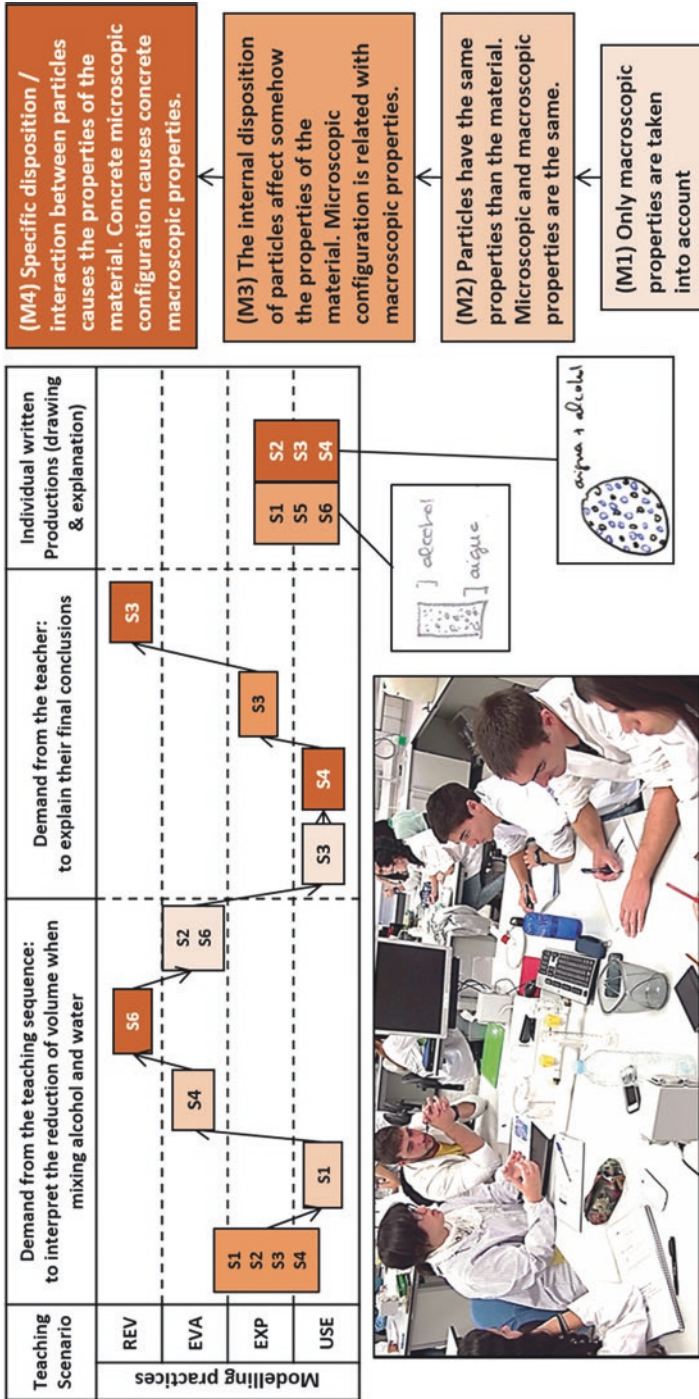 Teaching
Scenario
Demand from the teaching sequence:
to interpret the reduction of volume when
mixing alcohol and water
Demand from the teacher:
to explain their final conclusions
Individual written
Productions (drawing
& explanation)
Modelling practices
REV
EVA
EXP
USE
S1
S2
S3
S4
S1
S4
S6
S2
S6
S3
S4
S3
S3
S1
S5
S6
S2
S3
S4
] alcohol
] aigua
aigua + alcohol
(M4) Specific disposition /
interaction between particles
causes the properties of the
material. Concrete microscopic
configuration causes concrete
macroscopic properties.
(M3) The internal disposition
of particles affect somehow
the properties of the
material. Microscopic
configuration is related with
macroscopic properties.
(M2) Particles have the same
properties than the material.
Microscopic and macroscopic
properties are the same.
(M1) Only macroscopic
properties are taken
into account